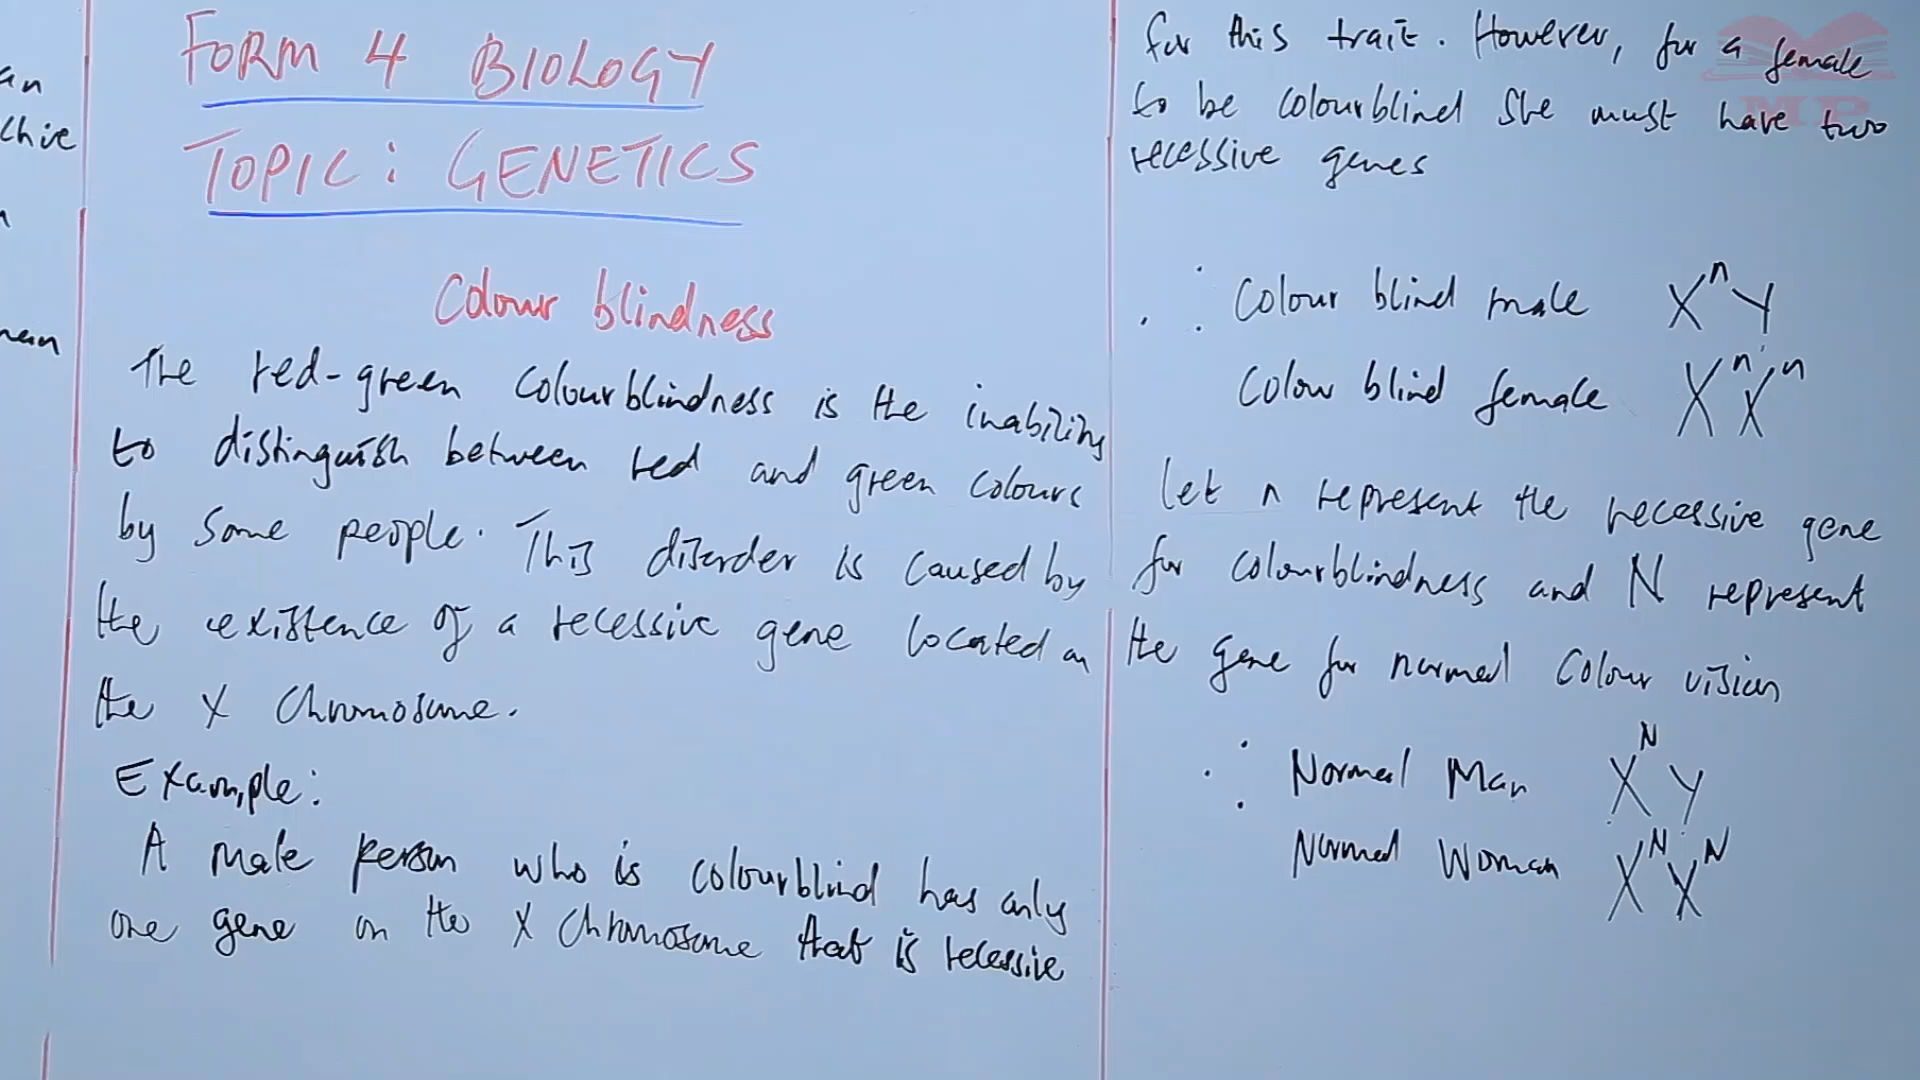 an
chive
FORM 4 BIOLOGY
TOPIC: GENETICS
Colour blindness
The red-green colourblindness is the inability
to distinguish between red and green colours
by some people. This disorder is caused by
the existence of a recessive gene located on
the X chromosome.
Example:
A male person who is colourblind has only
one gene on the X chromosome that is recessive
for this trait. However, for a female
to be colourblind she must have two
recessive genes
∴ Colour blind male XⁿY
Colour blind female XⁿXⁿ
let n represent the recessive gene
for colourblindness and N represent
the gene for normal colour vision
∴ Normal Man XᴺY
Normal Woman XᴺXᴺ
MP